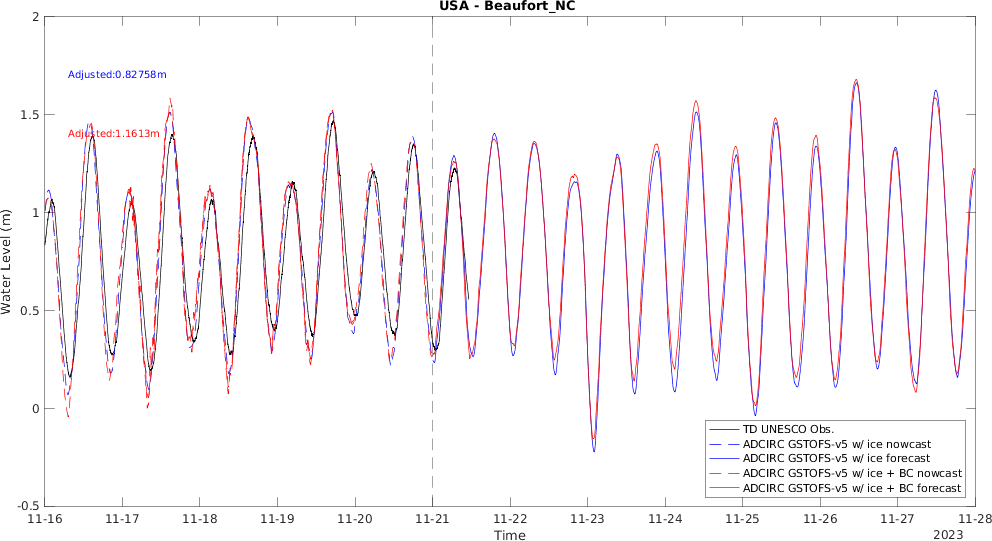 USA - Beaufort_NC
2
Adjusted:0.82758m
1.5
Adjusted:1.1613m
1
0.5
0
-0.5
Water Level (m)
TD UNESCO Obs.
ADCIRC GSTOFS-v5 w/ ice nowcast
ADCIRC GSTOFS-v5 w/ ice forecast
ADCIRC GSTOFS-v5 w/ ice + BC nowcast
ADCIRC GSTOFS-v5 w/ ice + BC forecast
11-16 11-17 11-18 11-19 11-20 11-21 11-22 11-23 11-24 11-25 11-26 11-27 11-28
Time
2023